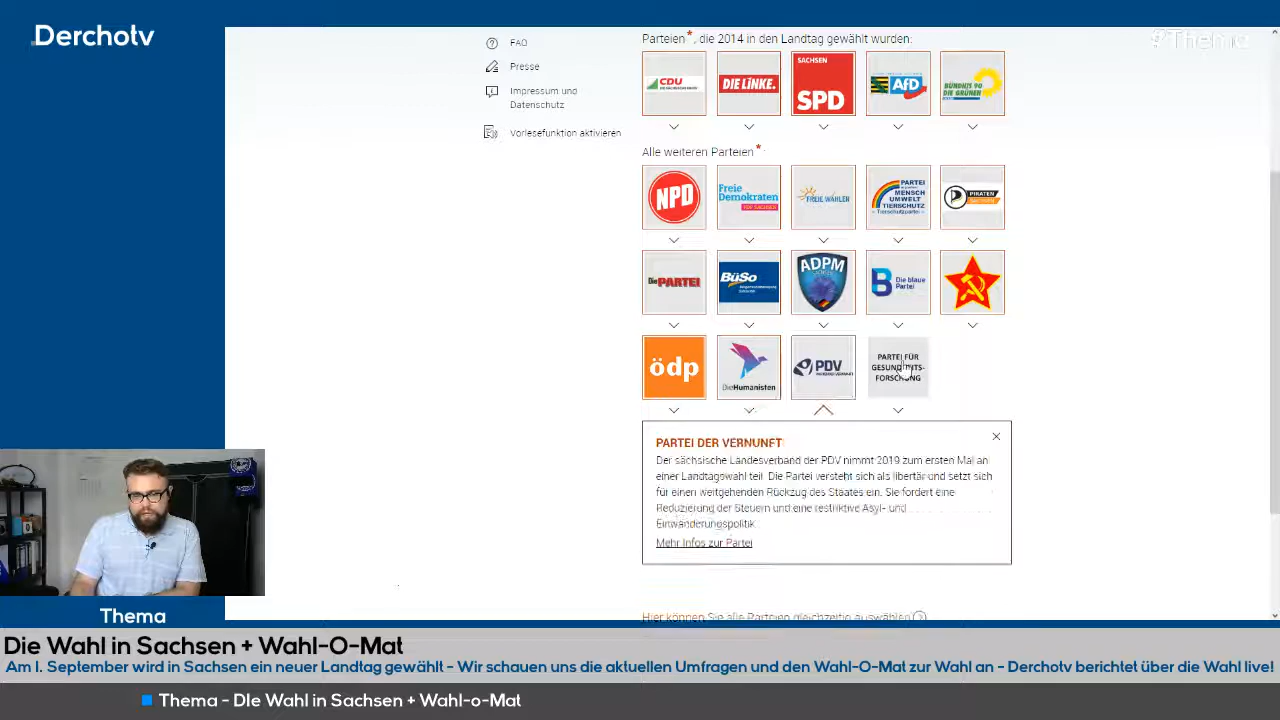 Derchotv
#Thema
FAQ
Presse
Impressum und
Datenschutz
Vorlesefunktion aktivieren
Parteien*, die 2014 in den Landtag gewählt wurden:
CDU
DIE LINKE.
SACHSEN
SPD
AfD
BÜNDNIS 90
DIE GRÜNEN
Alle weiteren Parteien*
NPD
Freie
Demokraten
FDP SACHSEN
FREIE WÄHLER
PARTEI
MENSCH
UMWELT
TIERSCHUTZ
Tierschutzpartei
PIRATEN
SACHSEN
Die PARTEI
BüSo
ADPM
Die blaue
Partei
ödp
DieHumanisten
PDV
PARTEI FÜR
GESUNDHEITS-
FORSCHUNG
PARTEI DER VERNUNFT
Der sächsische Landesverband der PDV nimmt 2019 zum ersten Mal an
einer Landtagswahl teil. Die Partei versteht sich als libertär und setzt sich
für einen weitgehenden Rückzug des Staates ein. Sie fordert eine
Reduzierung der Steuern und eine restriktive Asyl- und
Einwanderungspolitik.
Mehr Infos zur Partei
Hier können Sie alle Parteien gleichzeitig auswählen
Thema
Die Wahl in Sachsen + Wahl-O-Mat
Am 1. September wird in Sachsen ein neuer Landtag gewählt - Wir schauen uns die aktuellen Umfragen und den Wahl-O-Mat zur Wahl an - Derchotv berichtet über die Wahl live!
Thema - DIe Wahl in Sachsen + Wahl-o-Mat